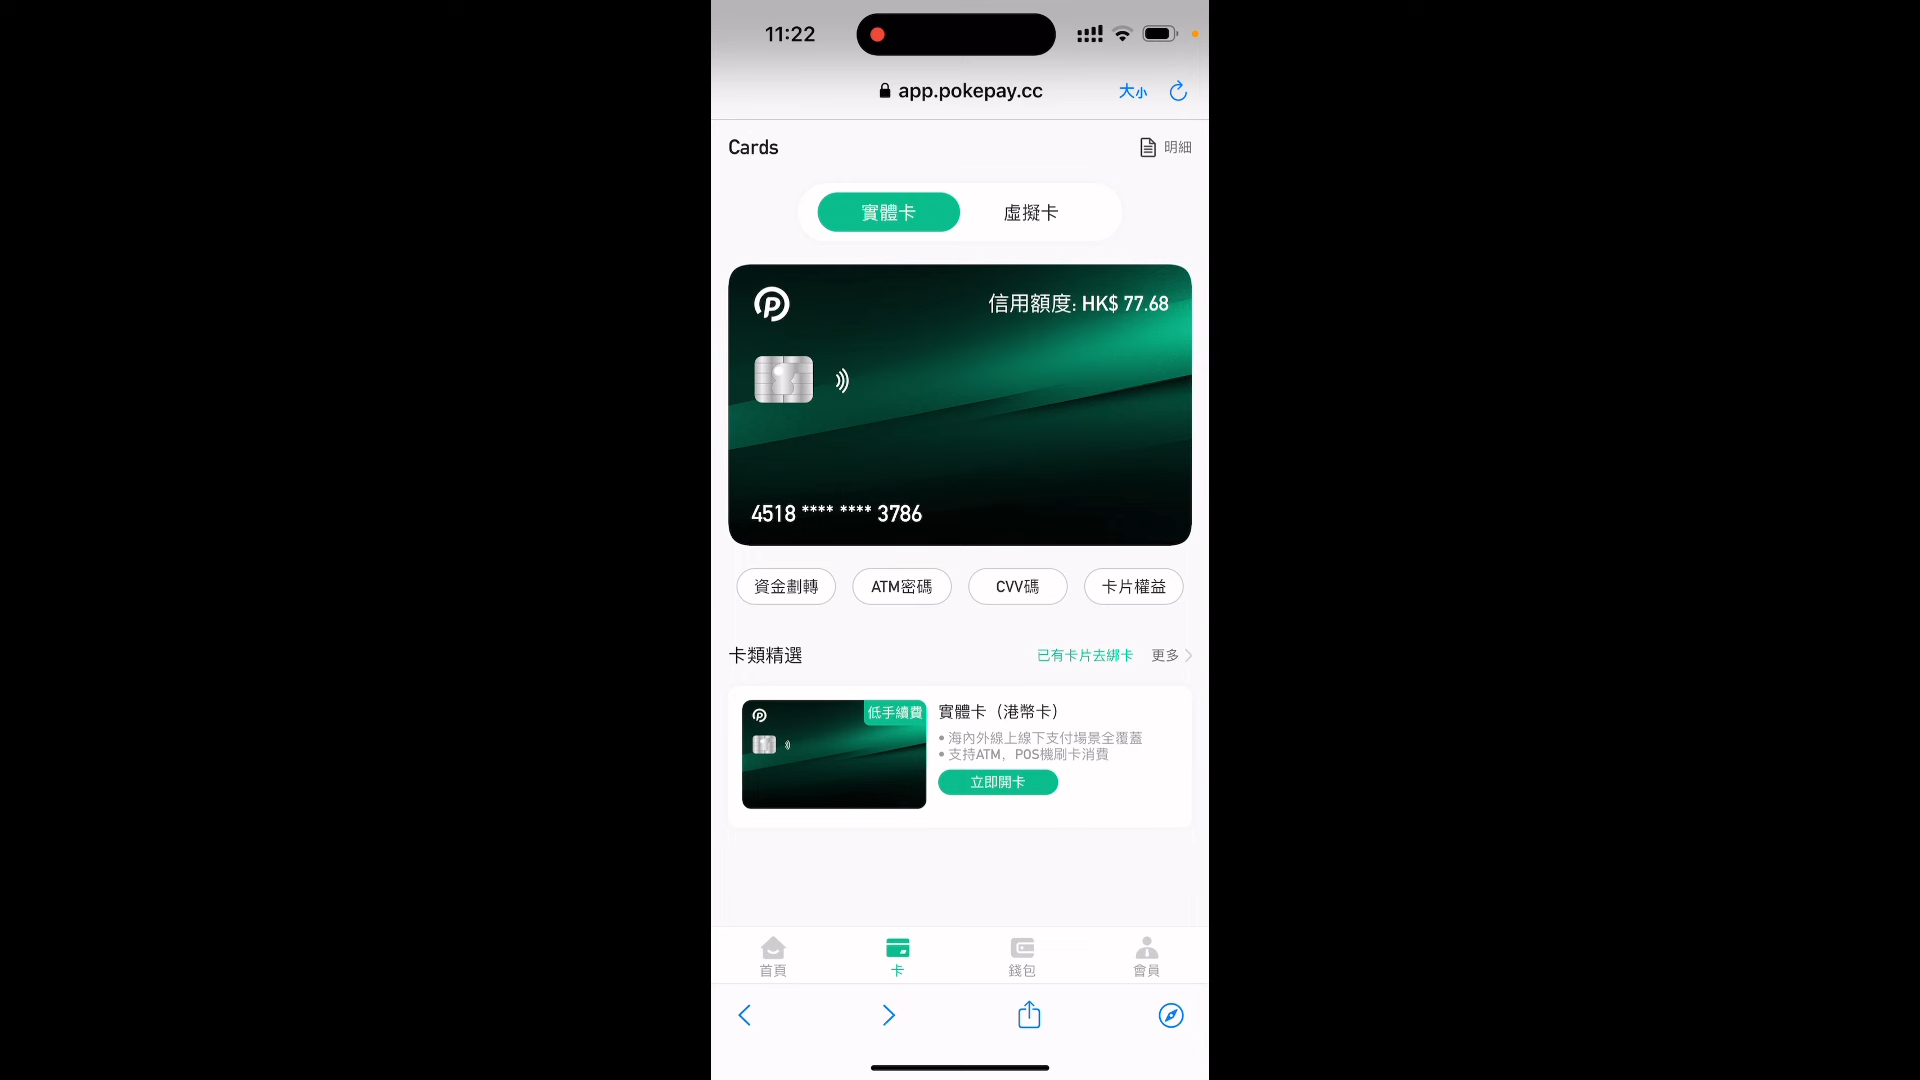 11:22
app.pokepay.cc
大小
Cards
明細
實體卡
虛擬卡
信用額度: HK$ 77.68
4518 **** **** 3786
資金劃轉
ATM密碼
CVV碼
卡片權益
卡類精選
已有卡片去綁卡
更多
低手續費
實體卡（港幣卡）
• 海內外線上線下支付場景全覆蓋
• 支持ATM，POS機刷卡消費
立即開卡
首頁
卡
錢包
會員